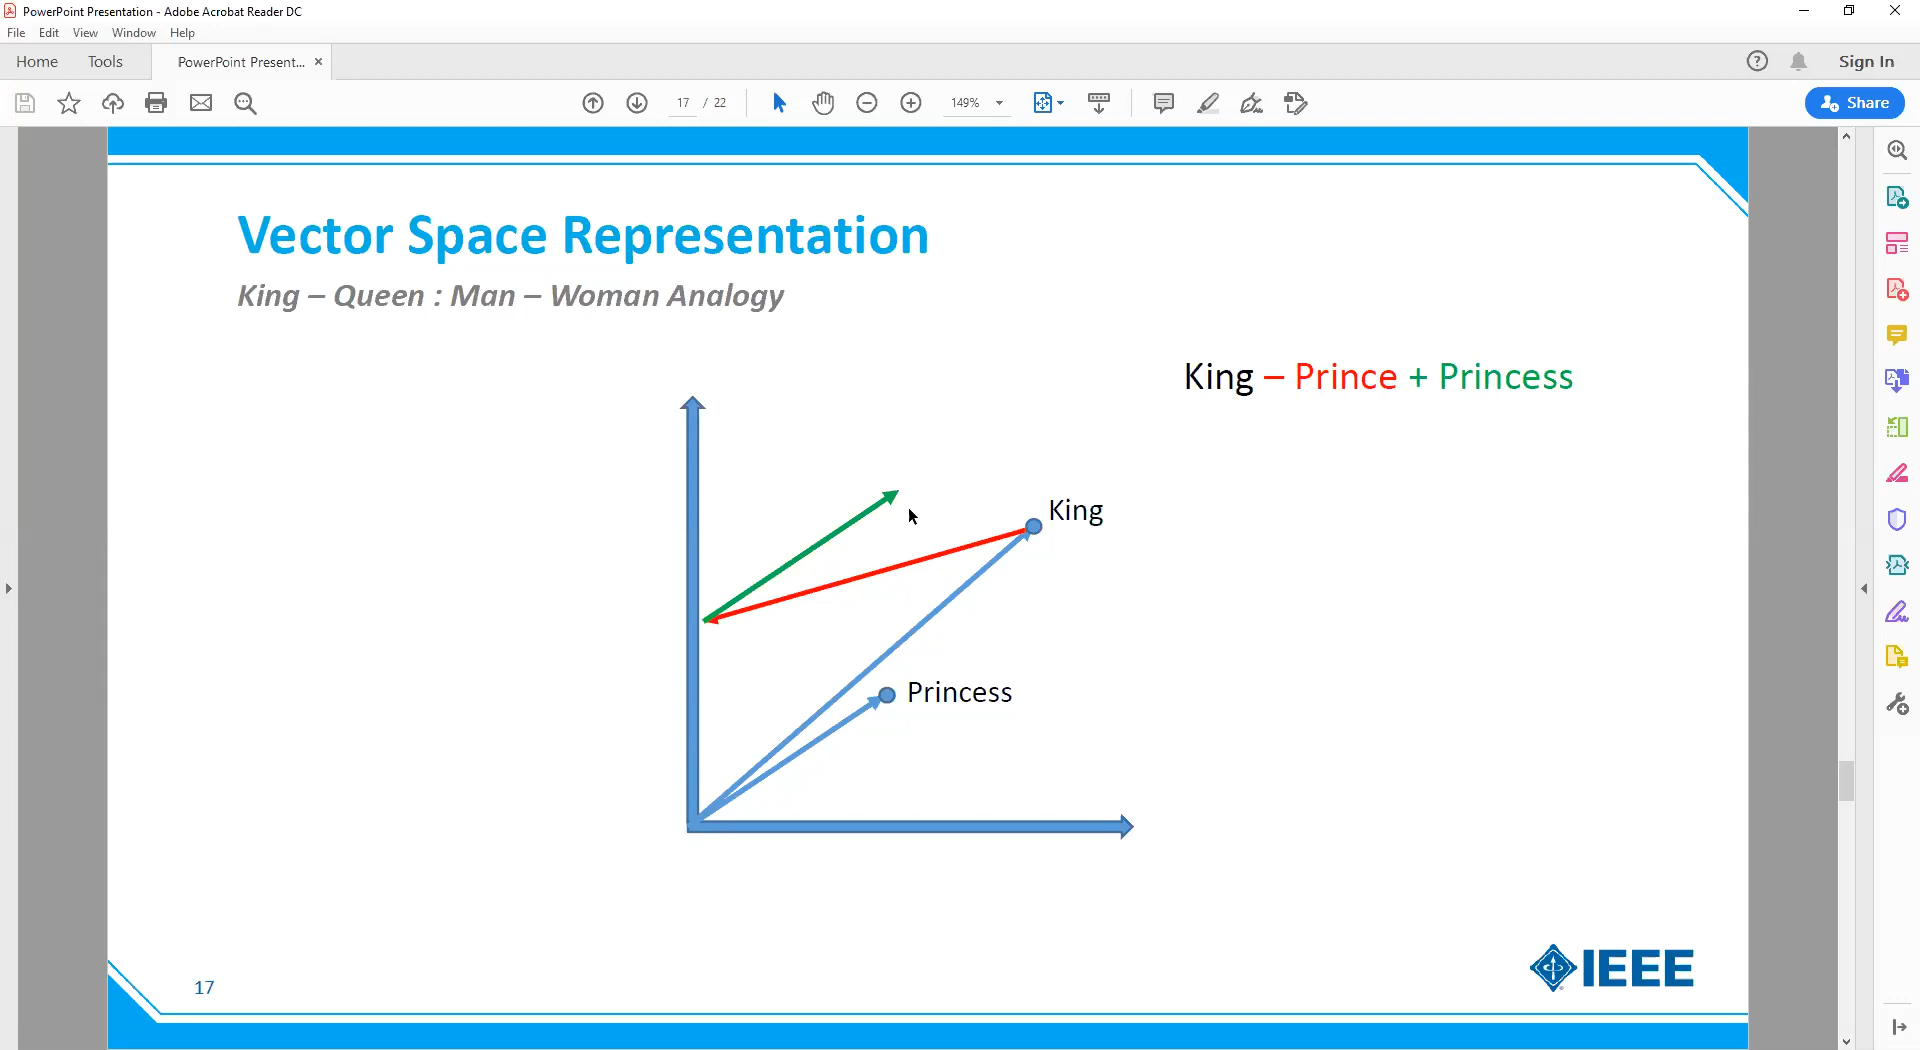 PowerPoint Presentation - Adobe Acrobat Reader DC
File Edit View Window Help
Home Tools PowerPoint Present... ×
Sign In
17 / 22 149%
Share
Vector Space Representation
King – Queen : Man – Woman Analogy
King – Prince + Princess
King
Princess
17
IEEE